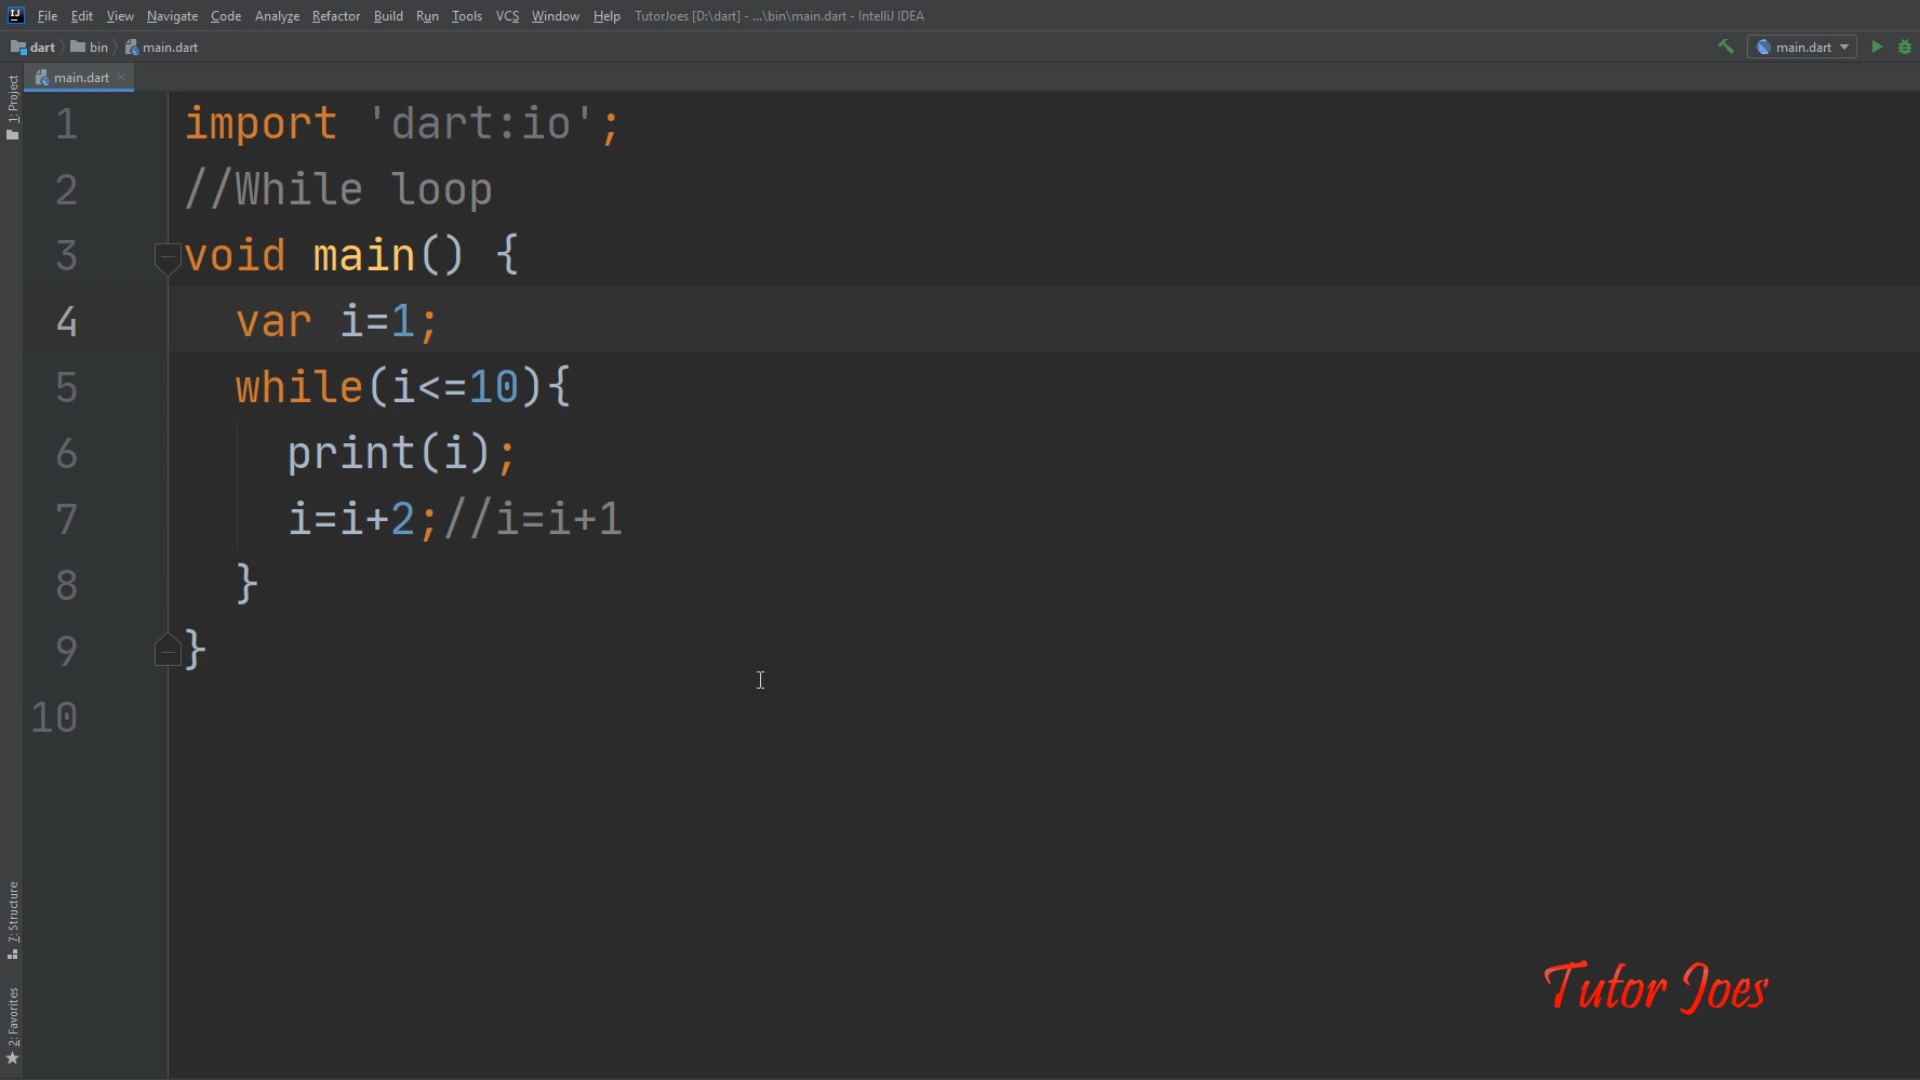 File Edit View Navigate Code Analyze Refactor Build Run Tools VCS Window Help TutorJoes [D:\dart] - ...\bin\main.dart - IntelliJ IDEA
dart bin main.dart main.dart
main.dart
1: Project
1 import 'dart:io';
2 //While loop
3 void main() {
4 var i=1;
5 while(i<=10){
6 print(i);
7 i=i+2;//i=i+1
8 }
9 }
10
7: Structure
2: Favorites
Tutor Joes